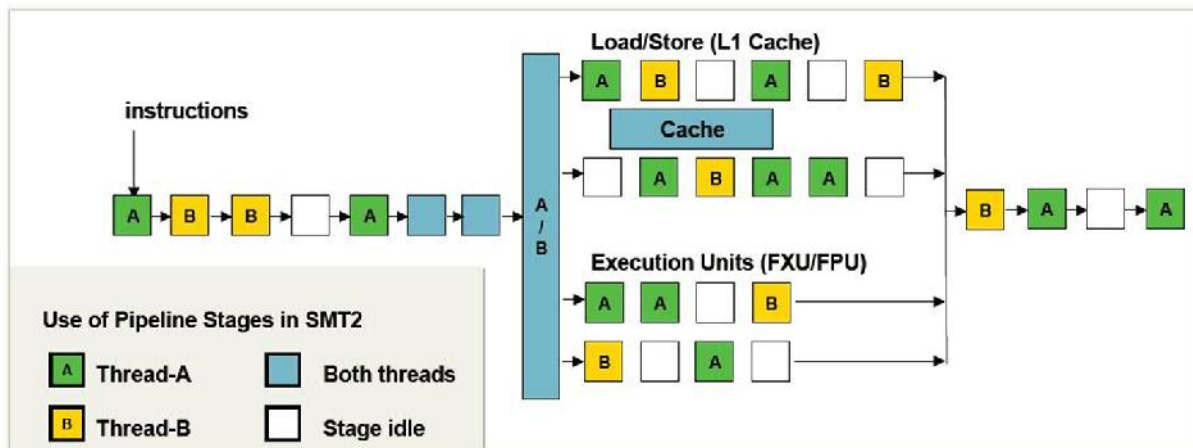 Load/Store (L1 Cache)
A B A B
instructions
Cache
A B A A
A B B A
A / B
B A A
Execution Units (FXU/FPU)
A A B
B A
Use of Pipeline Stages in SMT2
A Thread-A Both threads
B Thread-B Stage idle